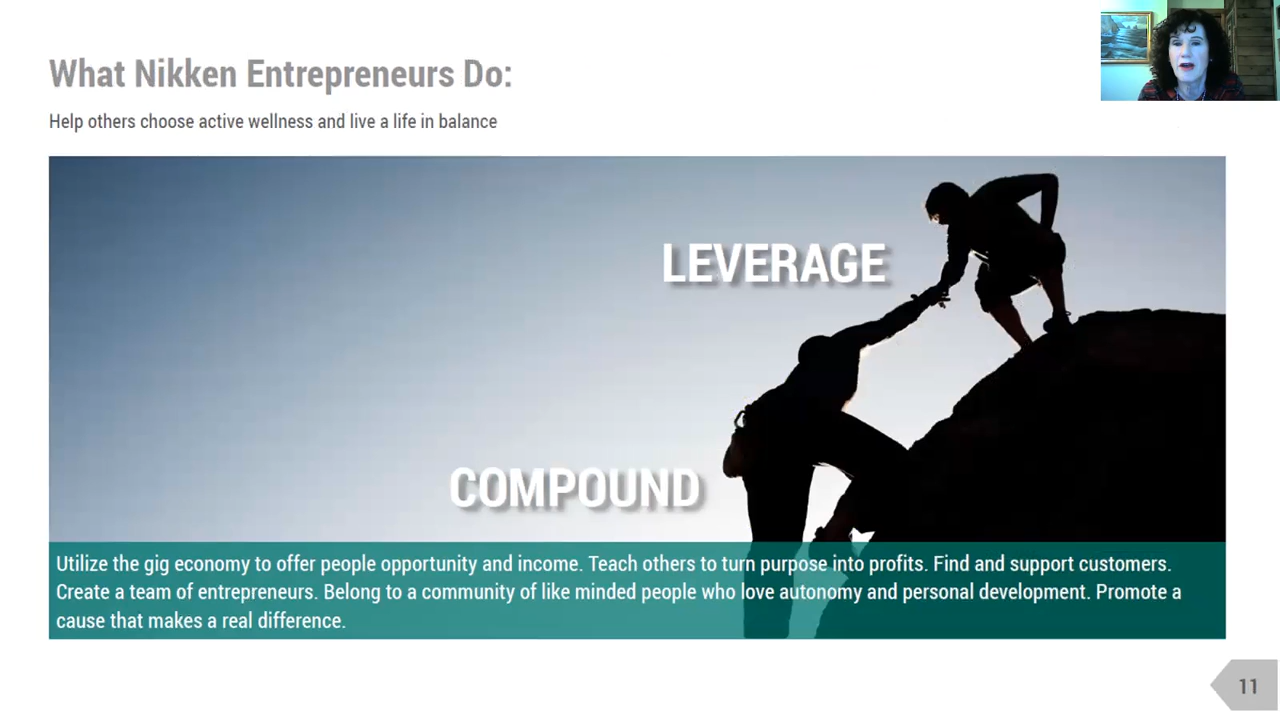 What Nikken Entrepreneurs Do:
Help others choose active wellness and live a life in balance
LEVERAGE
COMPOUND
Utilize the gig economy to offer people opportunity and income. Teach others to turn purpose into profits. Find and support customers.
Create a team of entrepreneurs. Belong to a community of like minded people who love autonomy and personal development. Promote a
cause that makes a real difference.
11